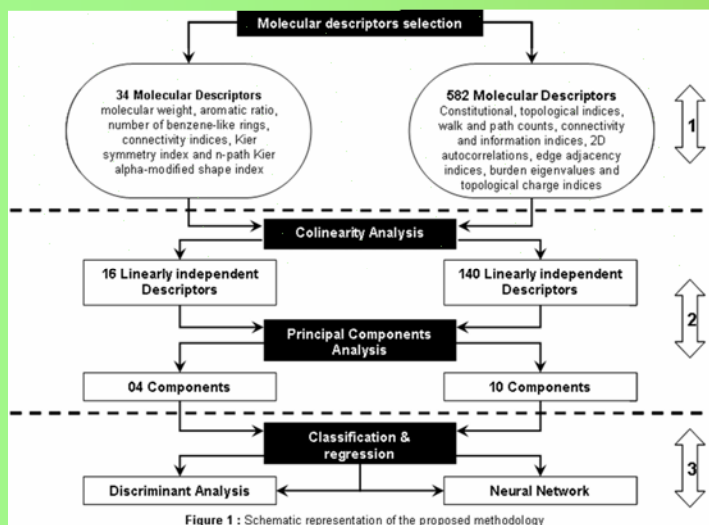 Molecular descriptors selection
34 Molecular Descriptors
molecular weight, aromatic ratio,
number of benzene-like rings,
connectivity indices, Kier
symmetry index and n-path Kier
alpha-modified shape index
582 Molecular Descriptors
Constitutional, topological indices,
walk and path counts, connectivity
and information indices, 2D
autocorrelations, edge adjacency
indices, burden eigenvalues and
topological charge indices
1
Colinearity Analysis
16 Linearly independent
Descriptors
140 Linearly independent
Descriptors
2
Principal Components
Analysis
04 Components
10 Components
Classification &
regression
3
Discriminant Analysis
Neural Network
Figure 1 : Schematic representation of the proposed methodology